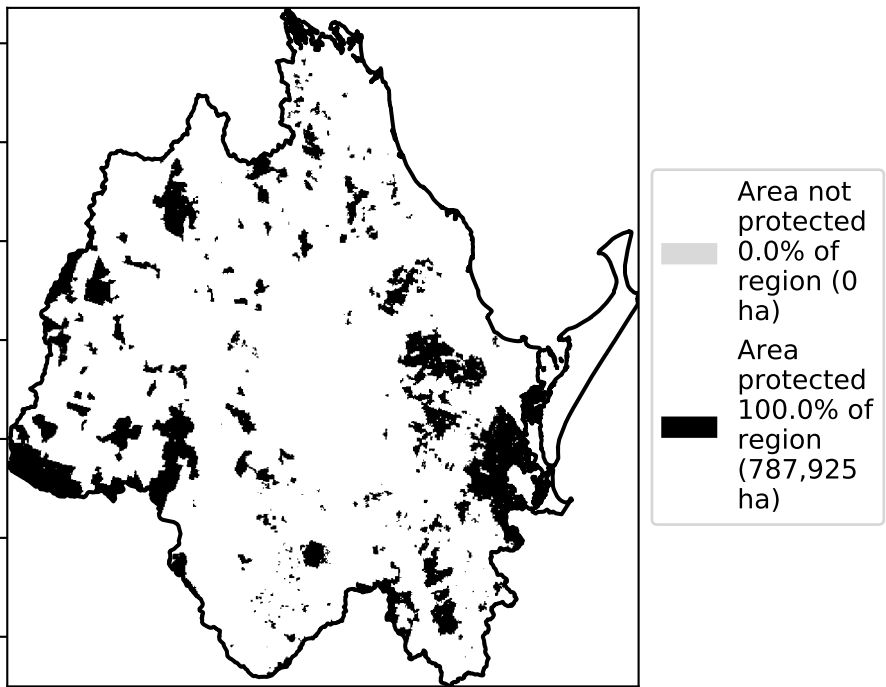 Area not
protected
0.0% of
region (0
ha)
Area
protected
100.0% of
region
(787,925
ha)